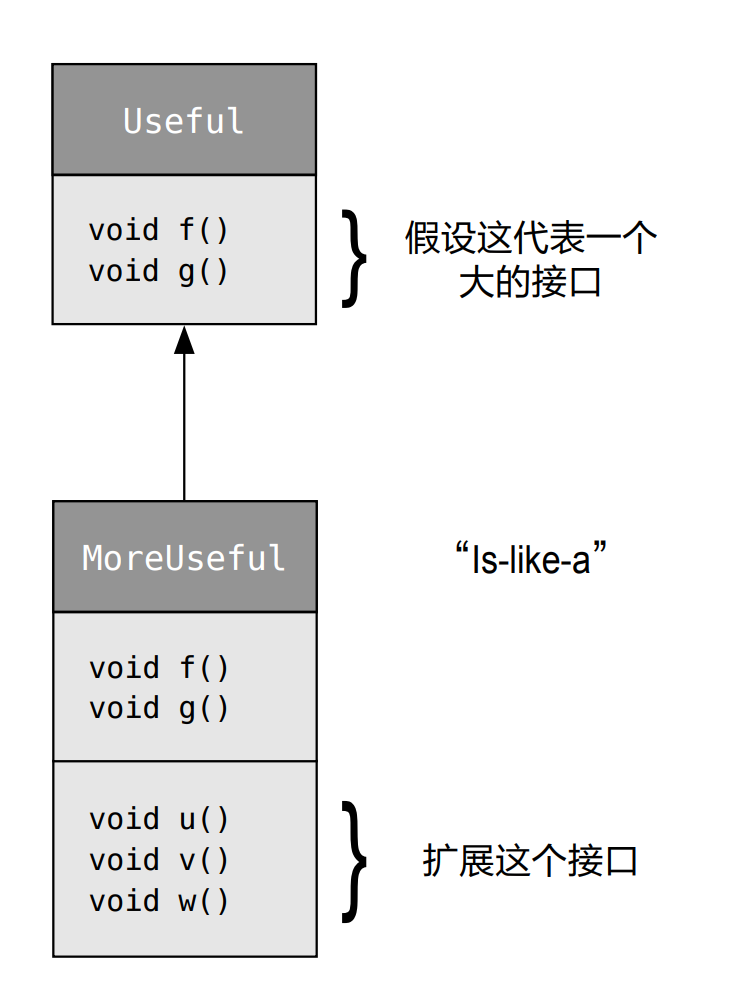 Useful
void f()
void g()
}
假设这代表一个
大的接口
MoreUseful
“Is-like-a”
void f()
void g()
void u()
void v()
void w()
}
扩展这个接口